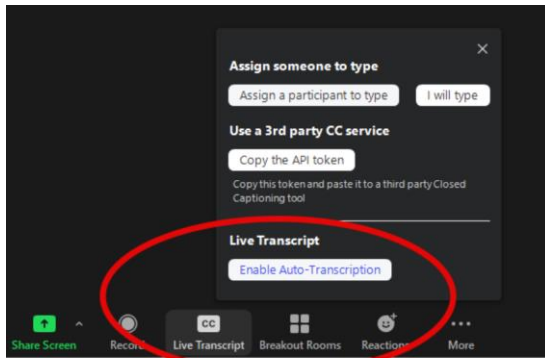 Assign someone to type
Assign a participant to type I will type
Use a 3rd party CC service
Copy the API token
Copy this token and paste it to a third party Closed
Captioning tool
Live Transcript
Enable Auto-Transcription
CC
Share Screen Record Live Transcript Breakout Rooms Reactions More